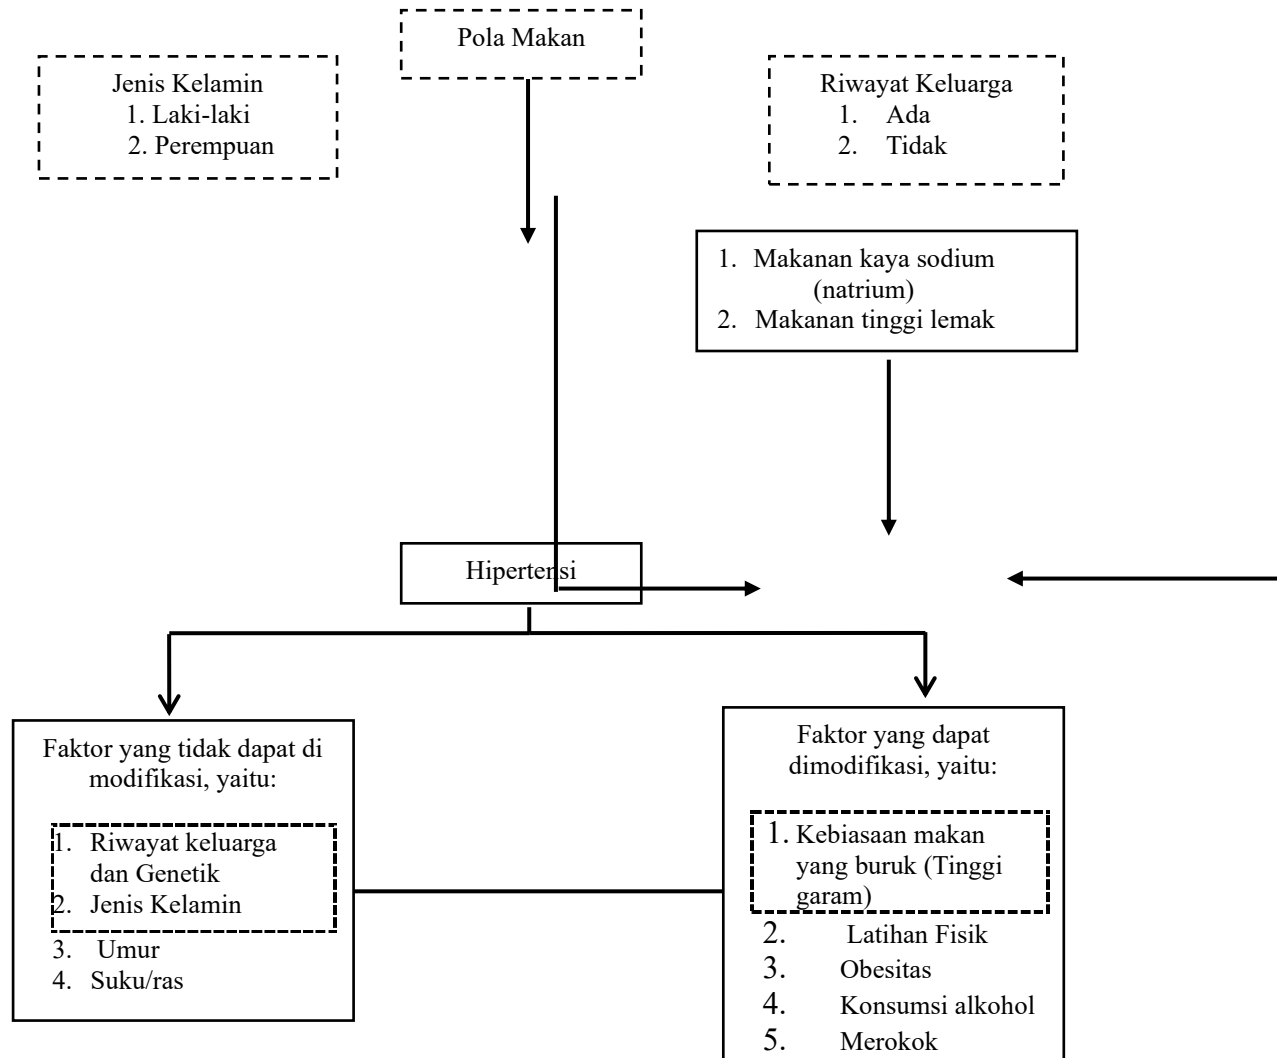 Pola Makan
Jenis Kelamin
1. Laki-laki
2. Perempuan
Riwayat Keluarga
1. Ada
2. Tidak
1. Makanan kaya sodium
(natrium)
2. Makanan tinggi lemak
Hipertensi
Faktor yang tidak dapat di
modifikasi, yaitu:
1. Riwayat keluarga
dan Genetik
2. Jenis Kelamin
3. Umur
4. Suku/ras
Faktor yang dapat
dimodifikasi, yaitu:
1. Kebiasaan makan
yang buruk (Tinggi
garam)
2. Latihan Fisik
3. Obesitas
4. Konsumsi alkohol
5. Merokok